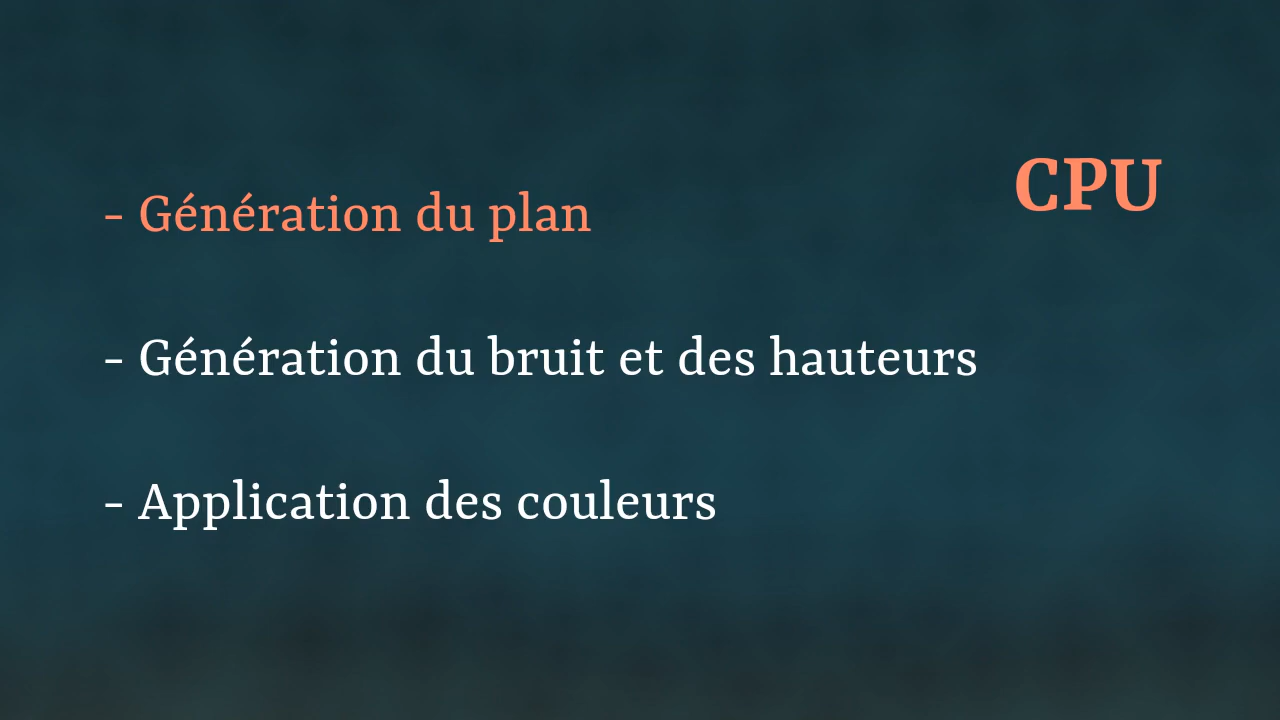 CPU
- Génération du plan
- Génération du bruit et des hauteurs
- Application des couleurs